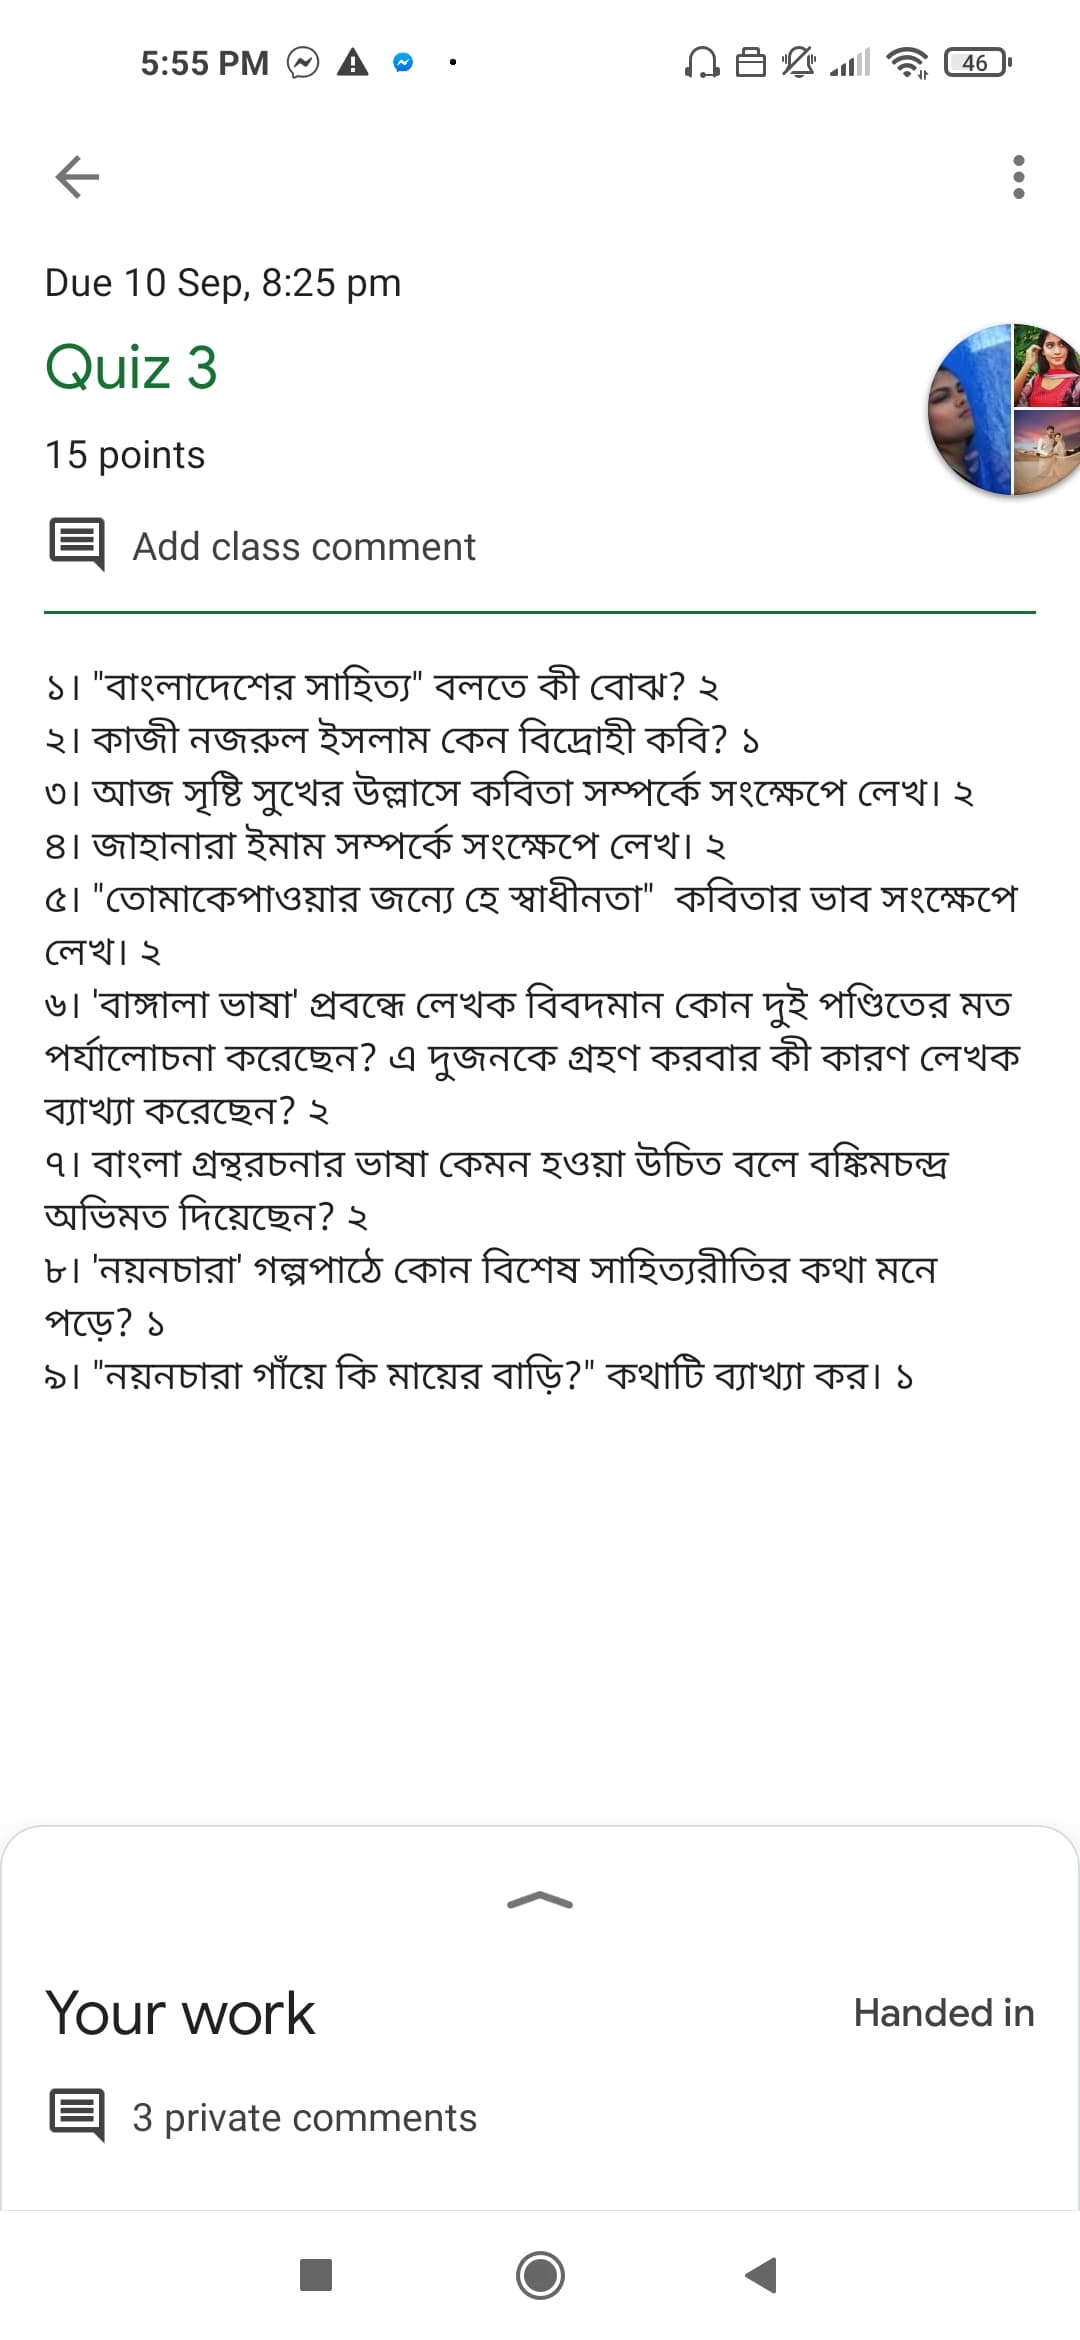 5:55 PM
46
Due 10 Sep, 8:25 pm
Quiz 3
15 points
Add class comment
১। "বাংলাদেশের সাহিত্য" বলতে কী বোঝ? ২
২। কাজী নজরুল ইসলাম কেন বিদ্রোহী কবি? ১
৩। আজ সৃষ্টি সুখের উল্লাসে কবিতা সম্পর্কে সংক্ষেপে লেখ। ২
৪। জাহানারা ইমাম সম্পর্কে সংক্ষেপে লেখ। ২
৫। "তোমাকেপাওয়ার জন্যে হে স্বাধীনতা"  কবিতার ভাব সংক্ষেপে
লেখ। ২
৬। 'বাঙ্গালা ভাষা' প্রবন্ধে লেখক বিবদমান কোন দুই পণ্ডিতের মত
পর্যালোচনা করেছেন? এ দুজনকে গ্রহণ করবার কী কারণ লেখক
ব্যাখ্যা করেছেন? ২
৭। বাংলা গ্রন্থরচনার ভাষা কেমন হওয়া উচিত বলে বঙ্কিমচন্দ্র
অভিমত দিয়েছেন? ২
৮। 'নয়নচারা' গল্পপাঠে কোন বিশেষ সাহিত্যরীতির কথা মনে
পড়ে? ১
৯। "নয়নচারা গাঁয়ে কি মায়ের বাড়ি?" কথাটি ব্যাখ্যা কর। ১
Your work
Handed in
3 private comments